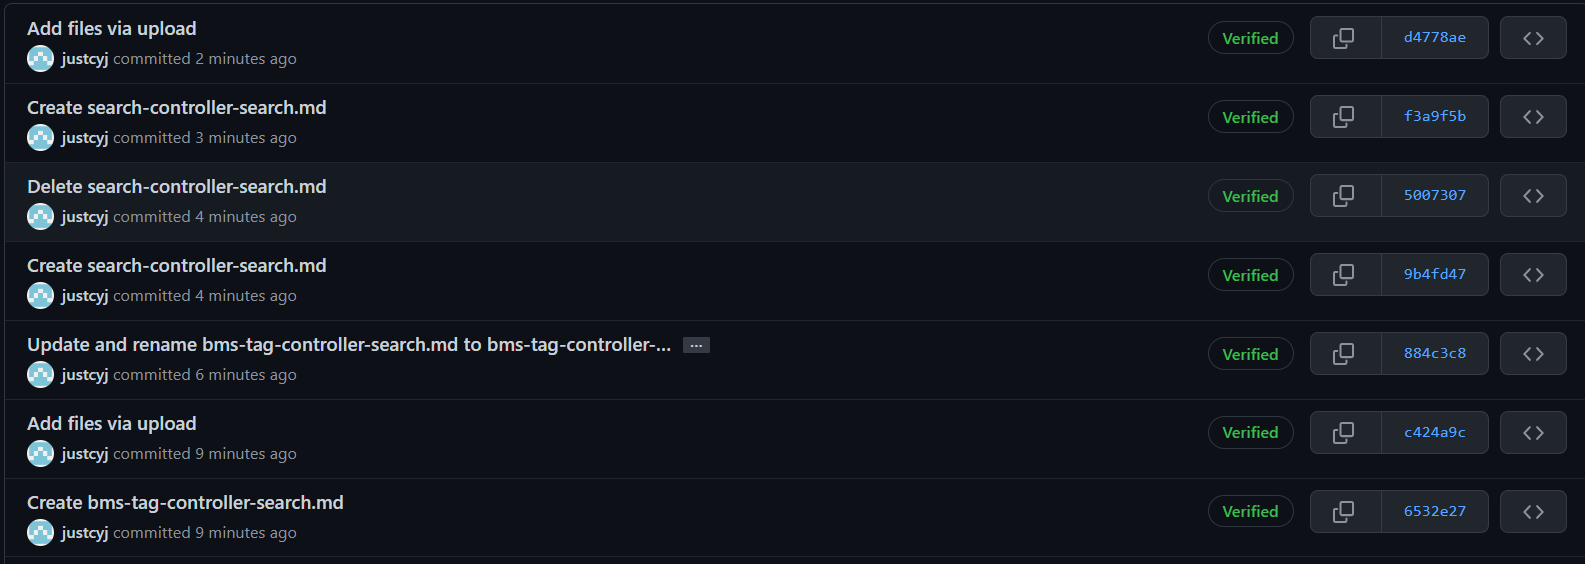 Add files via upload
justcyj committed 2 minutes ago
Verified
d4778ae
Create search-controller-search.md
justcyj committed 3 minutes ago
Verified
f3a9f5b
Delete search-controller-search.md
justcyj committed 4 minutes ago
Verified
5007307
Create search-controller-search.md
justcyj committed 4 minutes ago
Verified
9b4fd47
Update and rename bms-tag-controller-search.md to bms-tag-controller-... ...
justcyj committed 6 minutes ago
Verified
884c3c8
Add files via upload
justcyj committed 9 minutes ago
Verified
c424a9c
Create bms-tag-controller-search.md
justcyj committed 9 minutes ago
Verified
6532e27